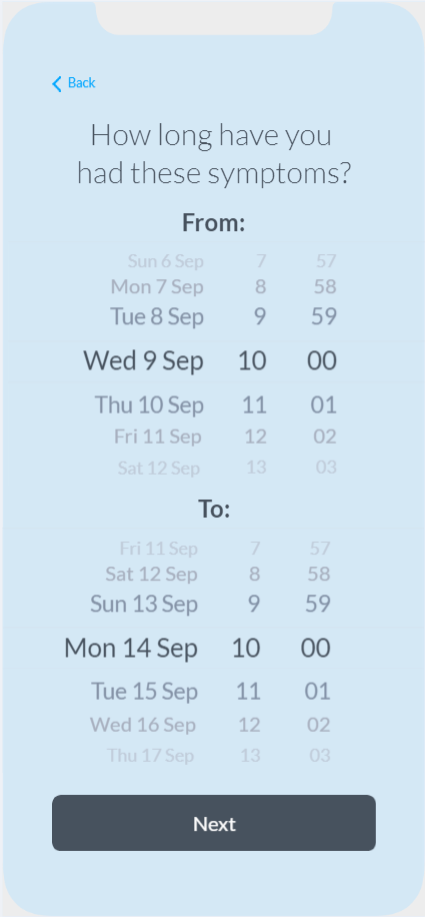 Back
How long have you
had these symptoms?
From:
Sun 6 Sep 7 57
Mon 7 Sep 8 58
Tue 8 Sep 9 59
Wed 9 Sep 10 00
Thu 10 Sep 11 01
Fri 11 Sep 12 02
Sat 12 Sep 13 03
To:
Fri 11 Sep 7 57
Sat 12 Sep 8 58
Sun 13 Sep 9 59
Mon 14 Sep 10 00
Tue 15 Sep 11 01
Wed 16 Sep 12 02
Thu 17 Sep 13 03
Next